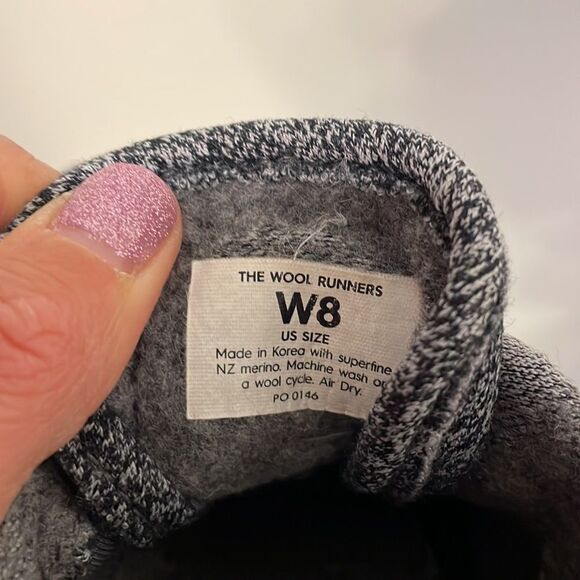 THE WOOL RUNNERS
W8
US SIZE
Made in Korea with superfine
NZ merino. Machine wash on
a wool cycle. Air Dry.
PO 0146